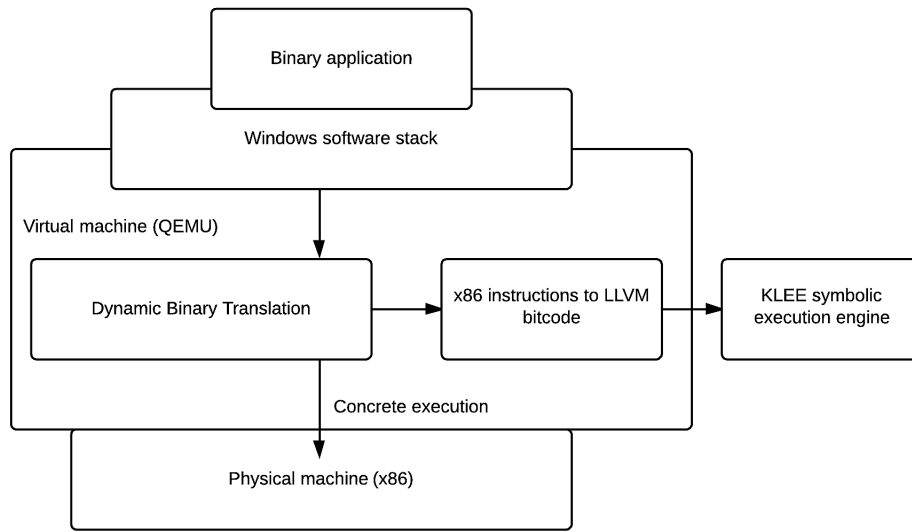 Binary application
Windows software stack
Virtual machine (QEMU)
Dynamic Binary Translation
x86 instructions to LLVM
bitcode
KLEE symbolic
execution engine
Concrete execution
Physical machine (x86)